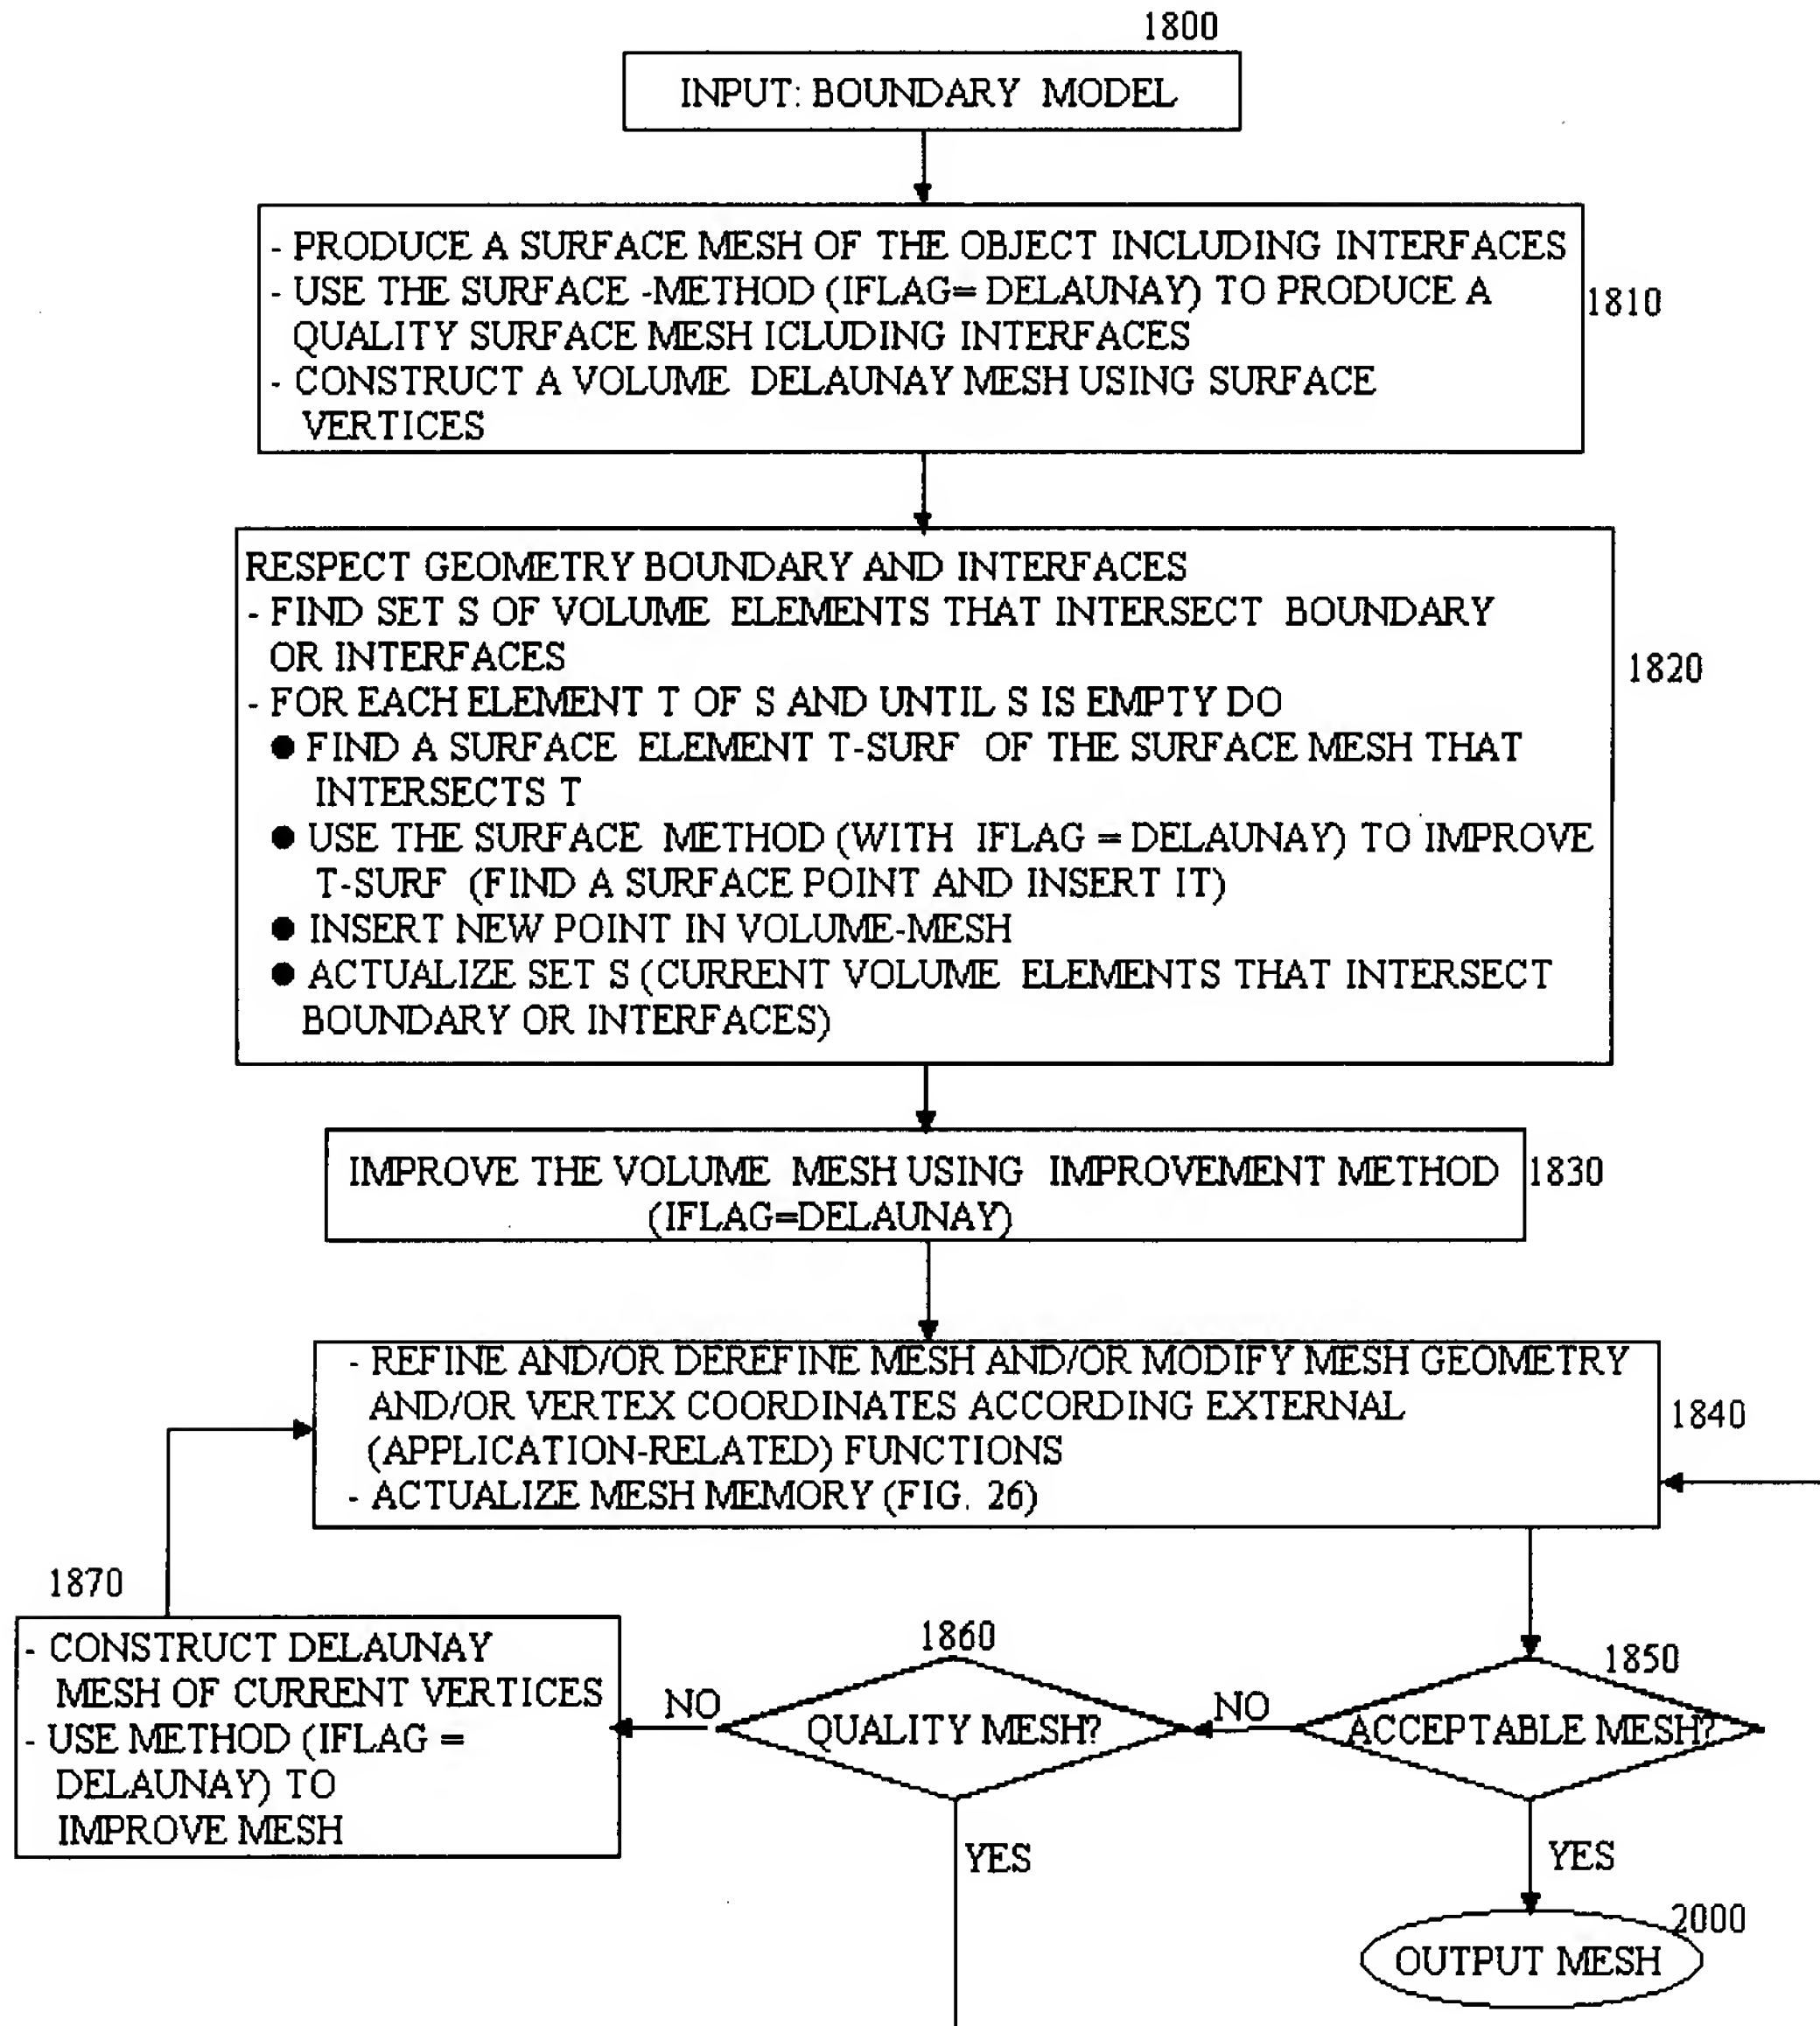 1800
INPUT: BOUNDARY MODEL
- PRODUCE A SURFACE MESH OF THE OBJECT INCLUDING INTERFACES
- USE THE SURFACE -METHOD (IFLAG= DELAUNAY) TO PRODUCE A
QUALITY SURFACE MESH ICLUDING INTERFACES
- CONSTRUCT A VOLUME DELAUNAY MESH USING SURFACE
VERTICES
1810
RESPECT GEOMETRY BOUNDARY AND INTERFACES
- FIND SET S OF VOLUME ELEMENTS THAT INTERSECT BOUNDARY
OR INTERFACES
- FOR EACH ELEMENT T OF S AND UNTIL S IS EMPTY DO
● FIND A SURFACE ELEMENT T-SURF OF THE SURFACE MESH THAT
INTERSECTS T
● USE THE SURFACE METHOD (WITH IFLAG = DELAUNAY) TO IMPROVE
T-SURF (FIND A SURFACE POINT AND INSERT IT)
● INSERT NEW POINT IN VOLUME-MESH
● ACTUALIZE SET S (CURRENT VOLUME ELEMENTS THAT INTERSECT
BOUNDARY OR INTERFACES)
1820
IMPROVE THE VOLUME MESH USING IMPROVEMENT METHOD
(IFLAG=DELAUNAY)
1830
- REFINE AND/OR DEREFINE MESH AND/OR MODIFY MESH GEOMETRY
AND/OR VERTEX COORDINATES ACCORDING EXTERNAL
(APPLICATION-RELATED) FUNCTIONS
- ACTUALIZE MESH MEMORY (FIG. 26)
1840
1870
- CONSTRUCT DELAUNAY
MESH OF CURRENT VERTICES
- USE METHOD (IFLAG =
DELAUNAY) TO
IMPROVE MESH
NO
1860
QUALITY MESH?
NO
1850
ACCEPTABLE MESH?
YES
YES
2000
OUTPUT MESH